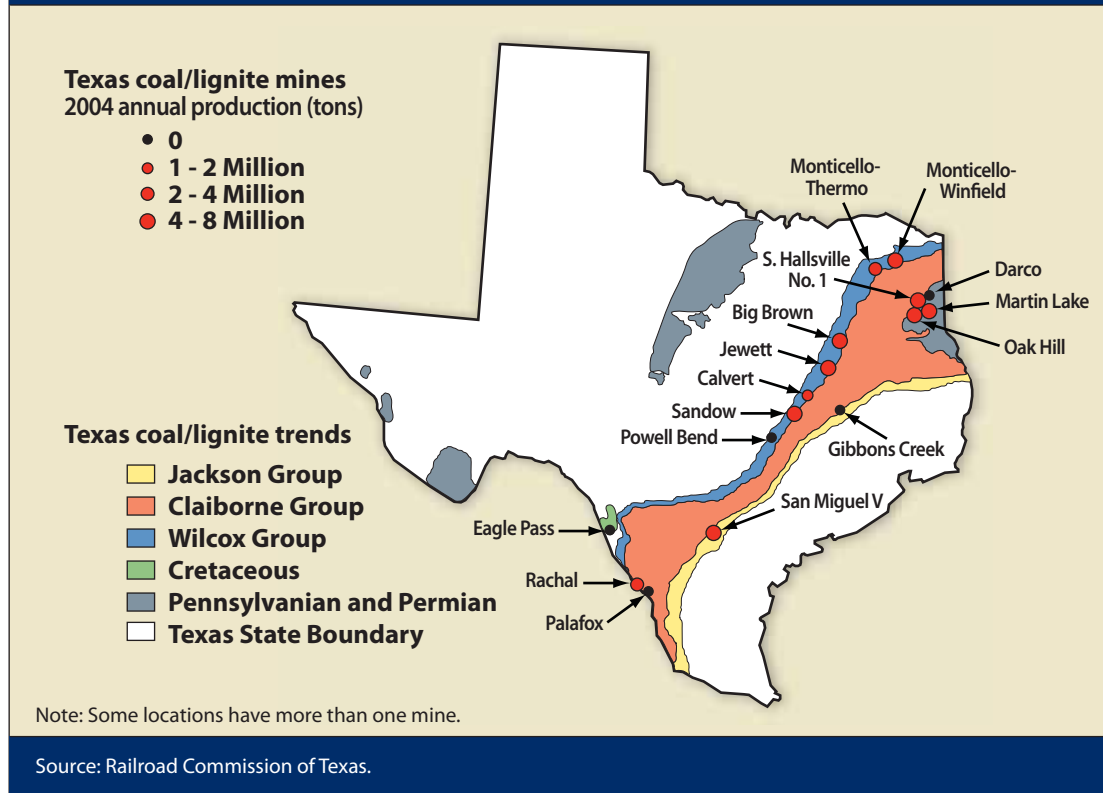 Texas coal/lignite mines
2004 annual production (tons)
0
1 - 2 Million
2 - 4 Million
4 - 8 Million
Monticello-
Thermo
Monticello-
Winfield
S. Hallsville
No. 1
Darco
Martin Lake
Oak Hill
Big Brown
Jewett
Calvert
Sandow
Powell Bend
Gibbons Creek
San Miguel V
Eagle Pass
Rachal
Palafox
Texas coal/lignite trends
Jackson Group
Claiborne Group
Wilcox Group
Cretaceous
Pennsylvanian and Permian
Texas State Boundary
Note: Some locations have more than one mine.
Source: Railroad Commission of Texas.